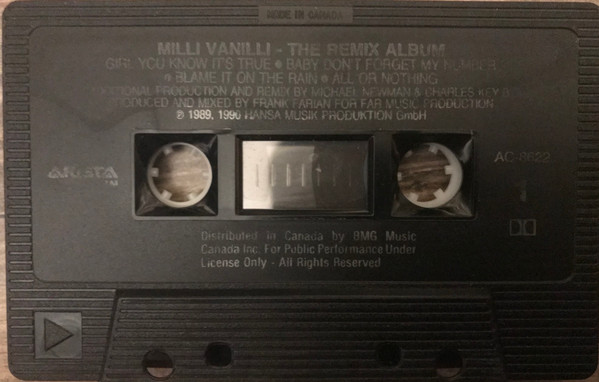 MADE IN CANADA
MILLI VANILLI - THE REMIX ALBUM
GIRL YOU KNOW IT'S TRUE • BABY DON'T FORGET MY NUMBER
• BLAME IT ON THE RAIN • ALL OR NOTHING
PRODUCTION AND REMIX BY MICHAEL NEWMAN & CHARLES KEY
PRODUCED AND MIXED BY FRANK FARIAN FOR FAR MUSIC PRODUCTION
℗ 1989, 1990 HANSA MUSIK PRODUKTION GmbH
ARISTA
AC-8622
1
Distributed in Canada by BMG Music
Canada Inc. For Public Performance Under
License Only - All Rights Reserved